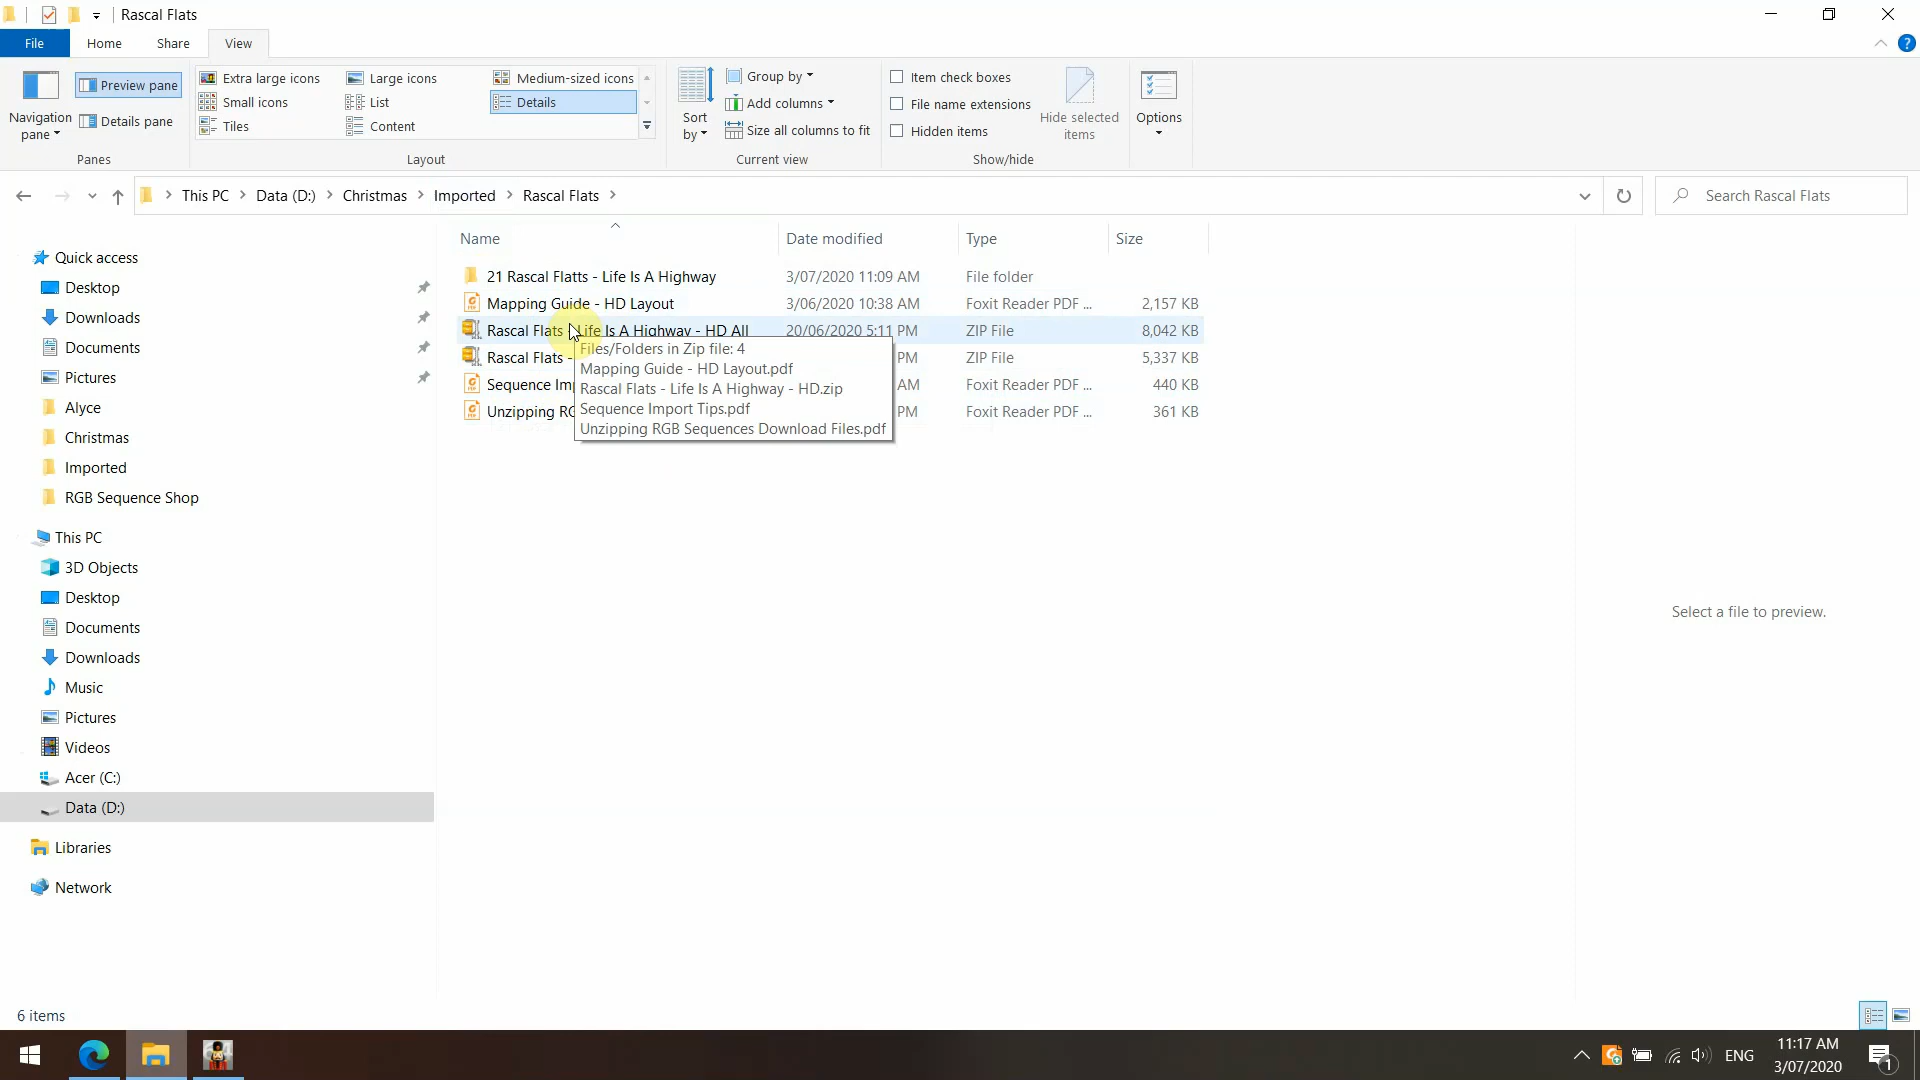 Rascal Flats
File Home Share View
Navigation pane
Preview pane
Details pane
Panes
Extra large icons Large icons Medium-sized icons
Small icons List Details
Tiles Content
Layout
Sort by
Group by
Add columns
Size all columns to fit
Current view
Item check boxes
File name extensions
Hidden items
Hide selected items
Show/hide
Options
This PC Data (D:) Christmas Imported Rascal Flats
Search Rascal Flats
Name Date modified Type Size
21 Rascal Flatts - Life Is A Highway 3/07/2020 11:09 AM File folder
Mapping Guide - HD Layout 3/06/2020 10:38 AM Foxit Reader PDF ... 2,157 KB
Rascal Flats - Life Is A Highway - HD All 20/06/2020 5:11 PM ZIP File 8,042 KB
Rascal Flats - PM ZIP File 5,337 KB
Sequence Im AM Foxit Reader PDF ... 440 KB
Unzipping RG PM Foxit Reader PDF ... 361 KB
Files/Folders in Zip file: 4
Mapping Guide - HD Layout.pdf
Rascal Flats - Life Is A Highway - HD.zip
Sequence Import Tips.pdf
Unzipping RGB Sequences Download Files.pdf
Quick access
Desktop
Downloads
Documents
Pictures
Alyce
Christmas
Imported
RGB Sequence Shop
This PC
3D Objects
Desktop
Documents
Downloads
Music
Pictures
Videos
Acer (C:)
Data (D:)
Libraries
Network
Select a file to preview.
6 items
ENG
11:17 AM
3/07/2020
1